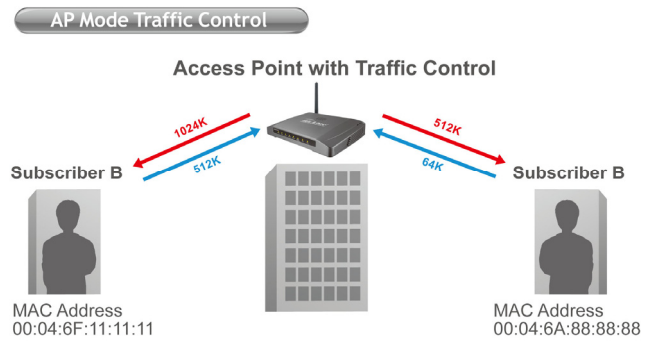 AP Mode Traffic Control
Access Point with Traffic Control
1024K
512K
512K
64K
Subscriber B
Subscriber B
MAC Address
00:04:6F:11:11:11
MAC Address
00:04:6A:88:88:88